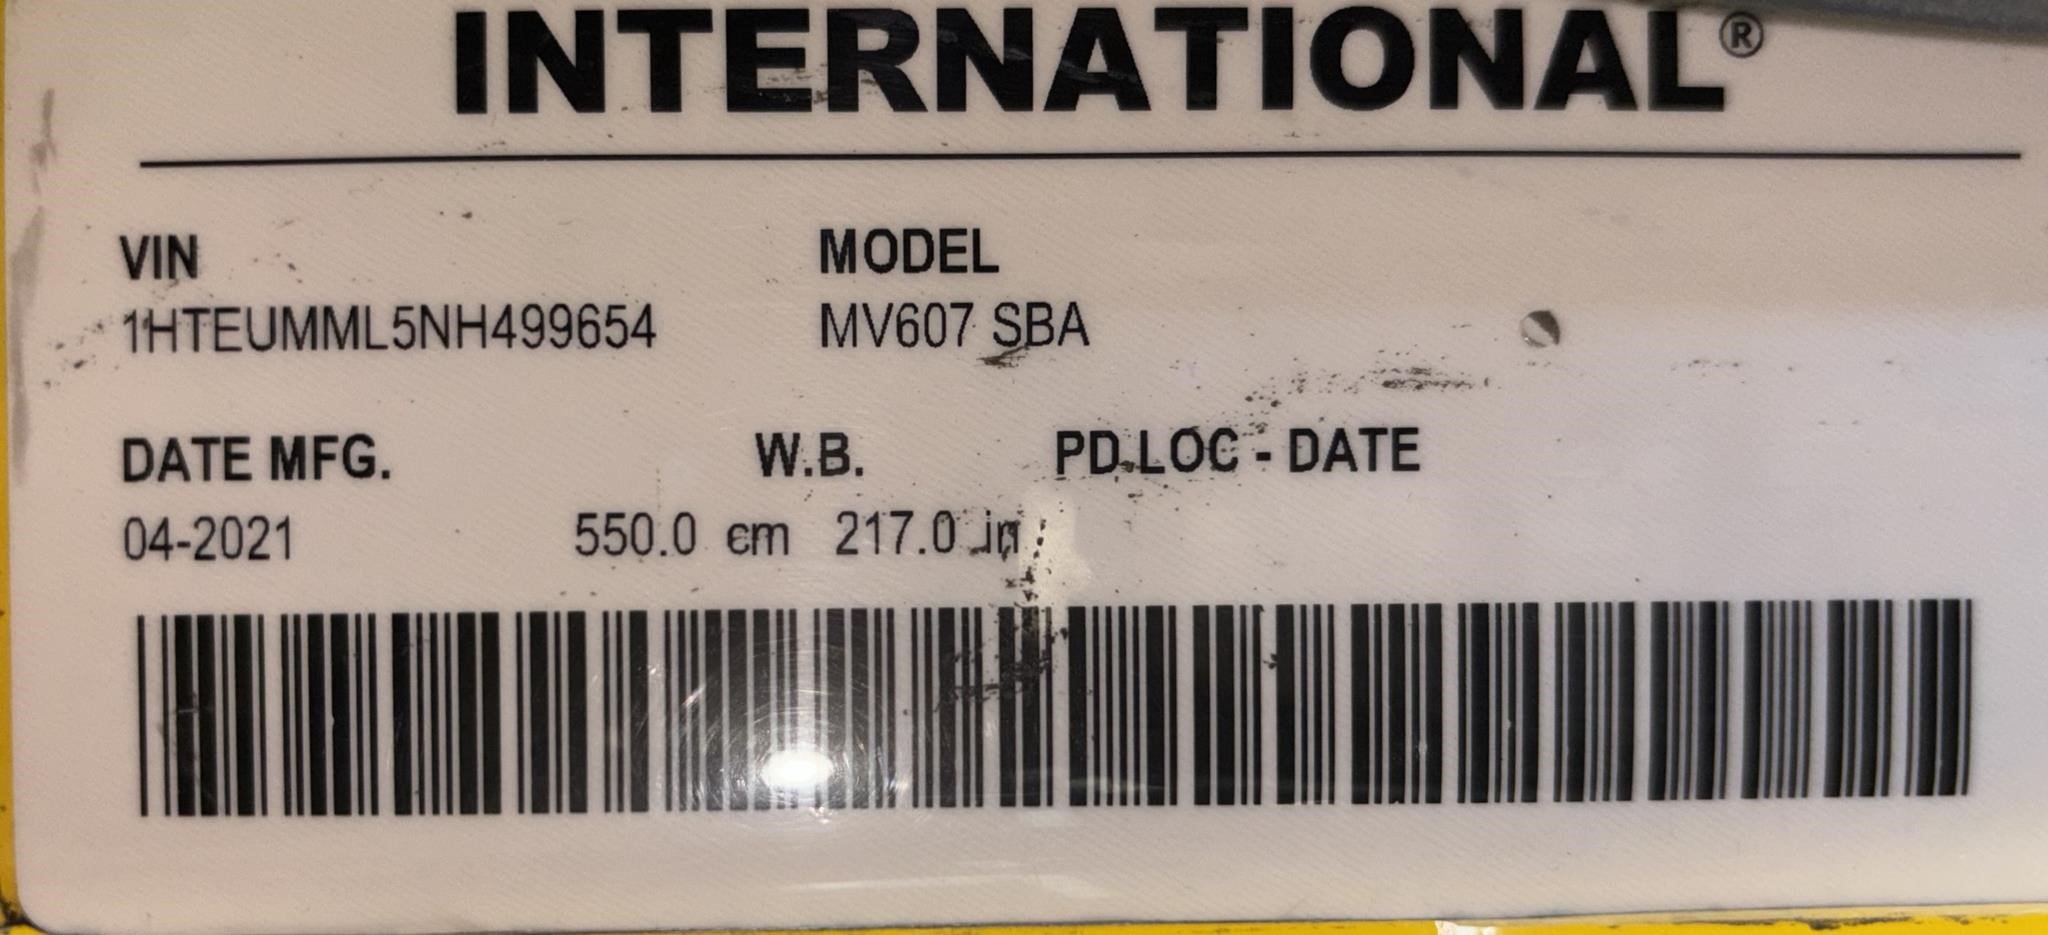 INTERNATIONAL®
VIN MODEL
1HTEUMML5NH499654 MV607 SBA
DATE MFG. W.B. PD.LOC - DATE
04-2021 550.0 cm 217.0 in